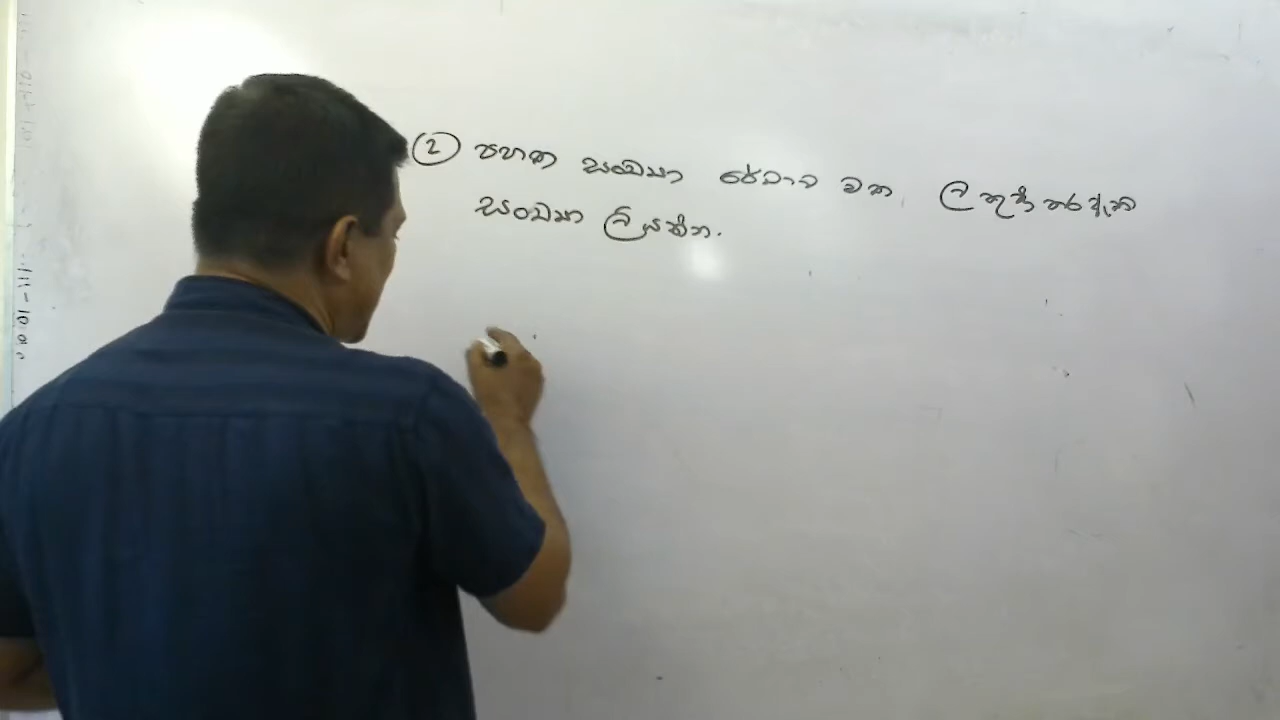 ② පහත සංඛ්‍යා රේඛාව මත ලකුණු කර ඇති
සංඛ්‍යා ලියන්න.